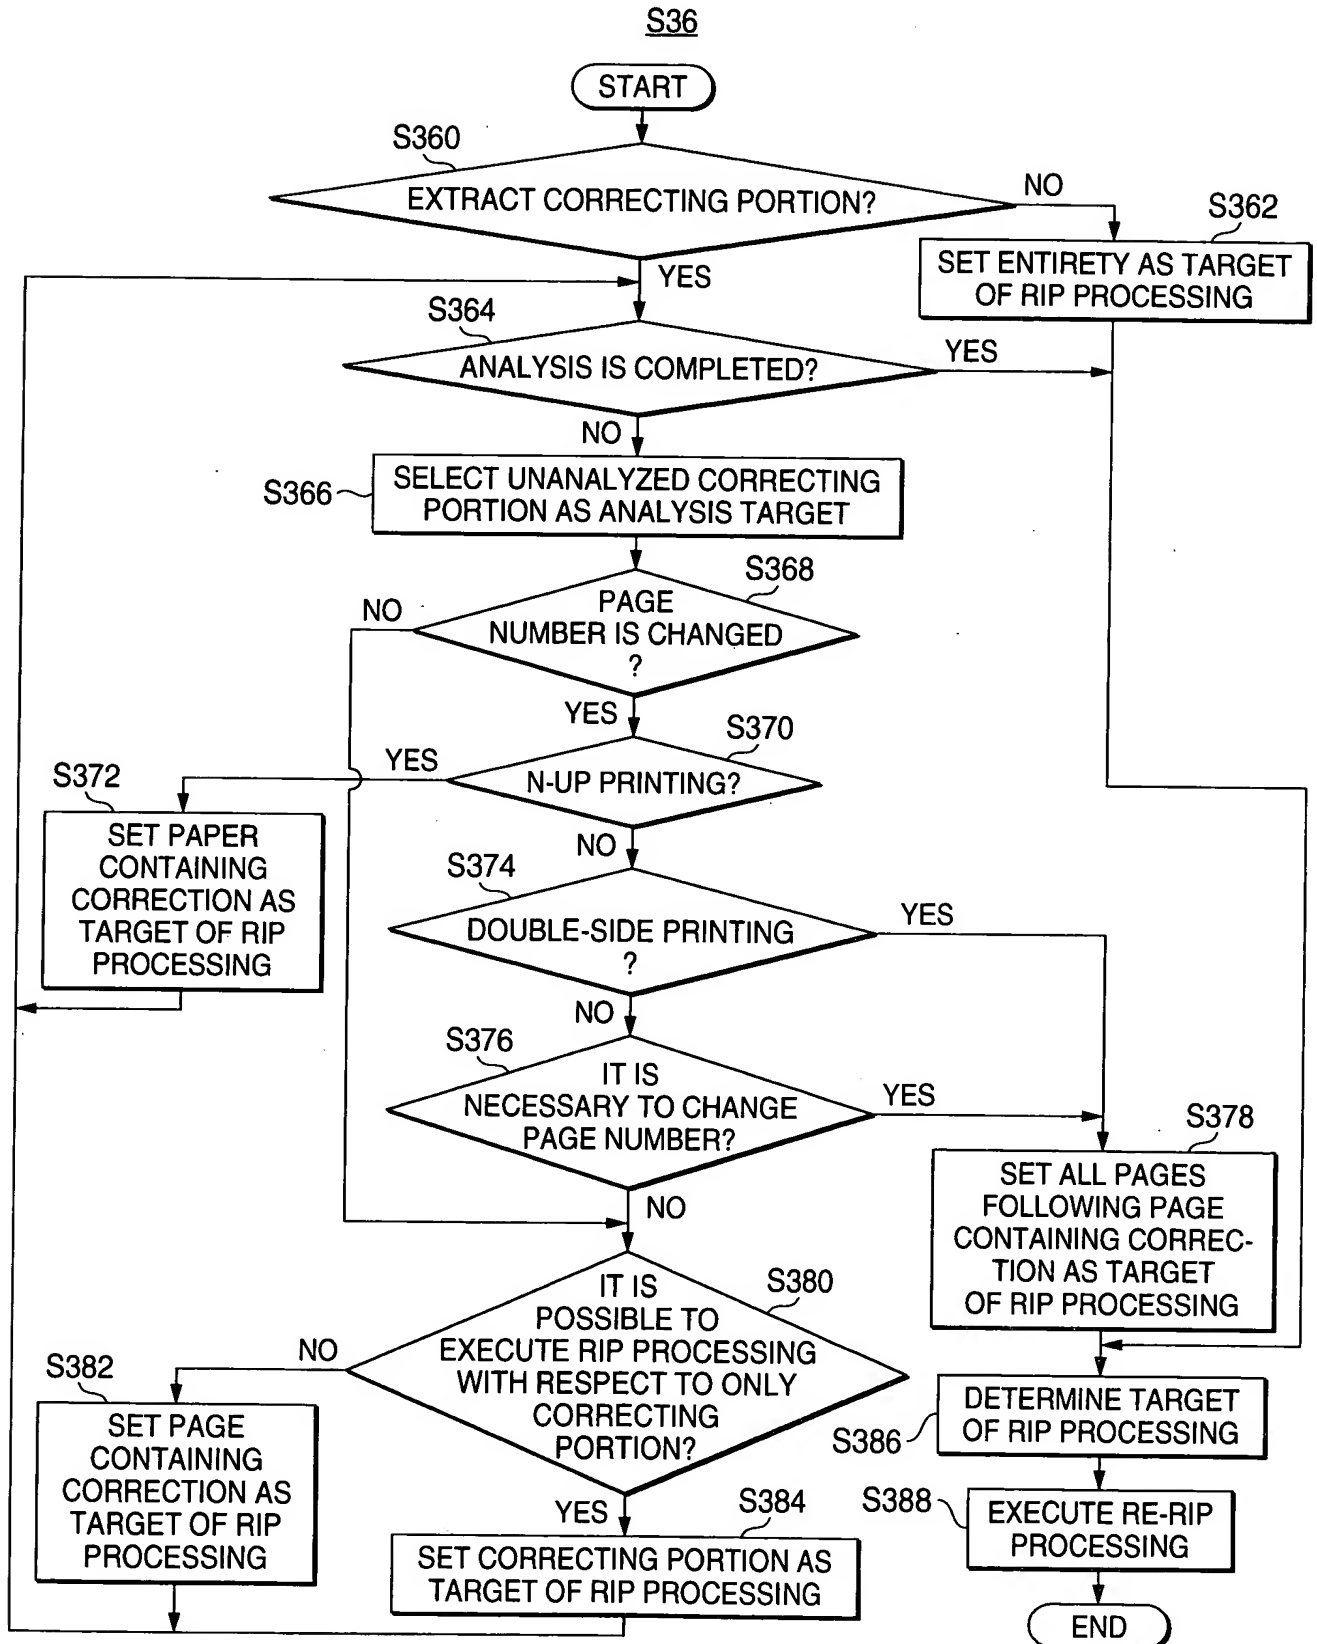 S36
START
S360
EXTRACT CORRECTING PORTION?
NO
S362
SET ENTIRETY AS TARGET
OF RIP PROCESSING
YES
S364
ANALYSIS IS COMPLETED?
YES
NO
S366
SELECT UNANALYZED CORRECTING
PORTION AS ANALYSIS TARGET
S368
NO
PAGE
NUMBER IS CHANGED
?
YES
S370
YES
N-UP PRINTING?
S372
SET PAPER
CONTAINING
CORRECTION AS
TARGET OF RIP
PROCESSING
NO
S374
DOUBLE-SIDE PRINTING
?
YES
NO
S376
IT IS
NECESSARY TO CHANGE
PAGE NUMBER?
YES
S378
SET ALL PAGES
FOLLOWING PAGE
CONTAINING CORREC-
TION AS TARGET
OF RIP PROCESSING
NO
S380
IT IS
POSSIBLE TO
EXECUTE RIP PROCESSING
WITH RESPECT TO ONLY
CORRECTING
PORTION?
NO
S382
SET PAGE
CONTAINING
CORRECTION AS
TARGET OF RIP
PROCESSING
YES
S384
SET CORRECTING PORTION AS
TARGET OF RIP PROCESSING
S386
DETERMINE TARGET
OF RIP PROCESSING
S388
EXECUTE RE-RIP
PROCESSING
END